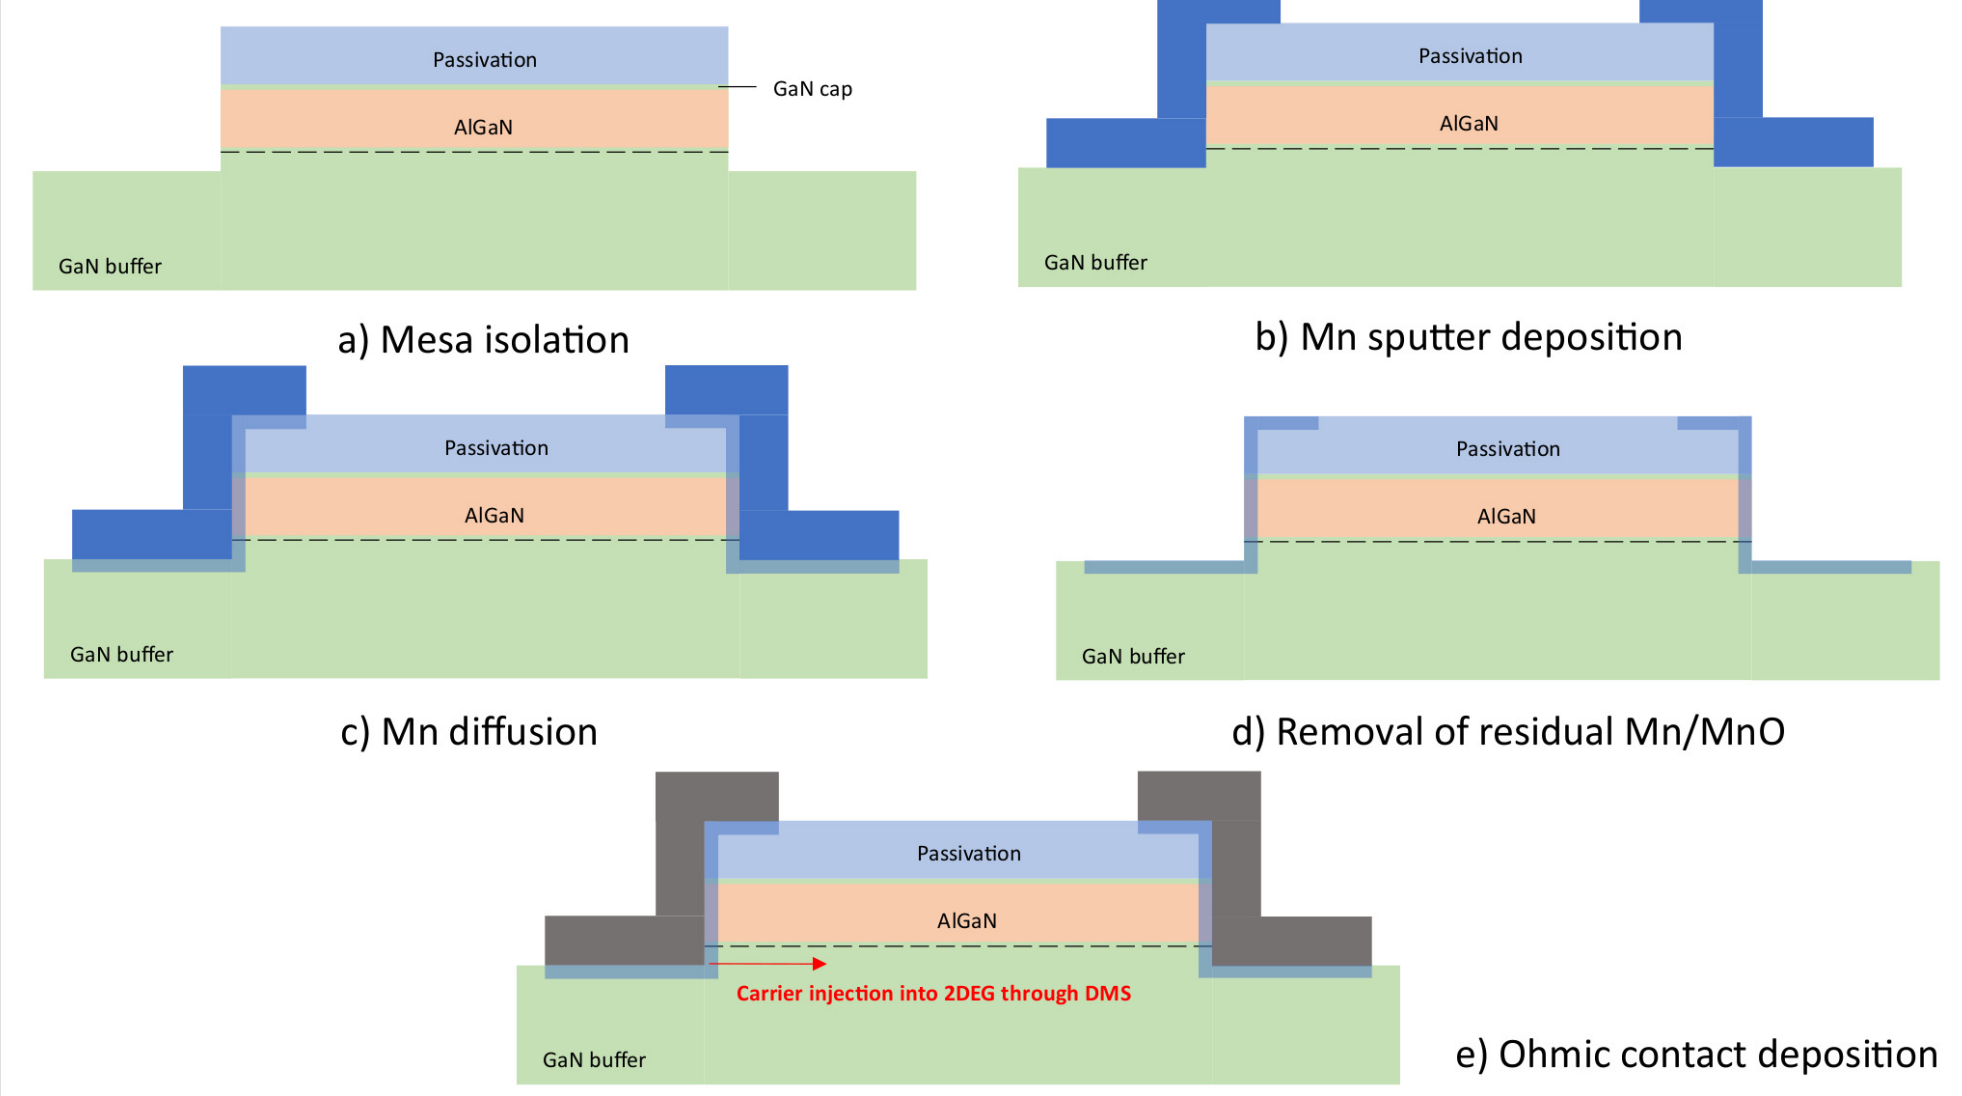 Passivation
GaN cap
AlGaN
GaN buffer
a) Mesa isolation
Passivation
AlGaN
GaN buffer
b) Mn sputter deposition
Passivation
AlGaN
GaN buffer
c) Mn diffusion
Passivation
AlGaN
GaN buffer
d) Removal of residual Mn/MnO
Passivation
AlGaN
Carrier injection into 2DEG through DMS
GaN buffer
e) Ohmic contact deposition